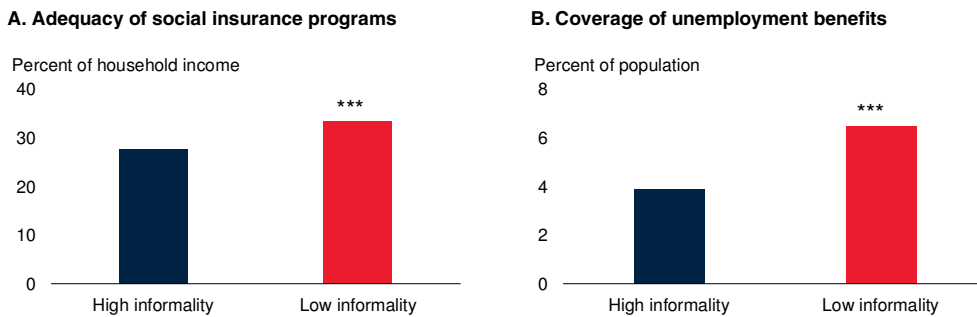 A. Adequacy of social insurance programs
Percent of household income
40
30
20
10
0
***
High informality
Low informality
B. Coverage of unemployment benefits
Percent of population
8
6
4
2
0
***
High informality
Low informality